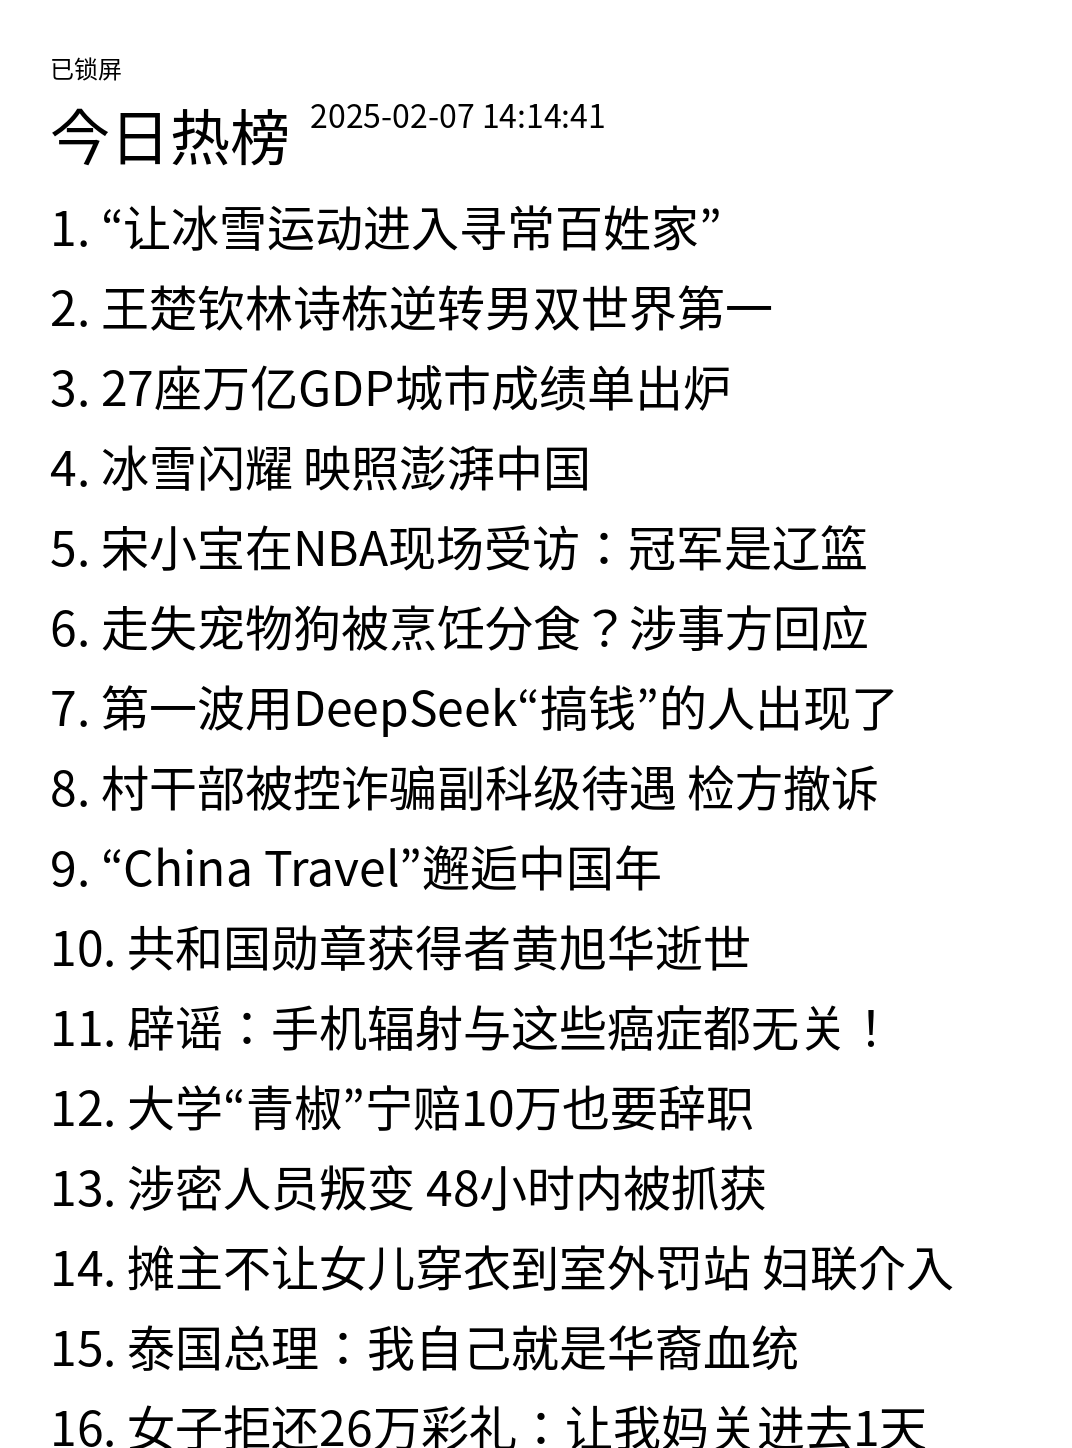 已锁屏
今日热榜 2025-02-07 14:14:41
1. “让冰雪运动进入寻常百姓家”
2. 王楚钦林诗栋逆转男双世界第一
3. 27座万亿GDP城市成绩单出炉
4. 冰雪闪耀 映照澎湃中国
5. 宋小宝在NBA现场受访：冠军是辽篮
6. 走失宠物狗被烹饪分食？涉事方回应
7. 第一波用DeepSeek“搞钱”的人出现了
8. 村干部被控诈骗副科级待遇 检方撤诉
9. “China Travel”邂逅中国年
10. 共和国勋章获得者黄旭华逝世
11. 辟谣：手机辐射与这些癌症都无关！
12. 大学“青椒”宁赔10万也要辞职
13. 涉密人员叛变 48小时内被抓获
14. 摊主不让女儿穿衣到室外罚站 妇联介入
15. 泰国总理：我自己就是华裔血统
16. 女子拒还26万彩礼：让我妈关进去1天